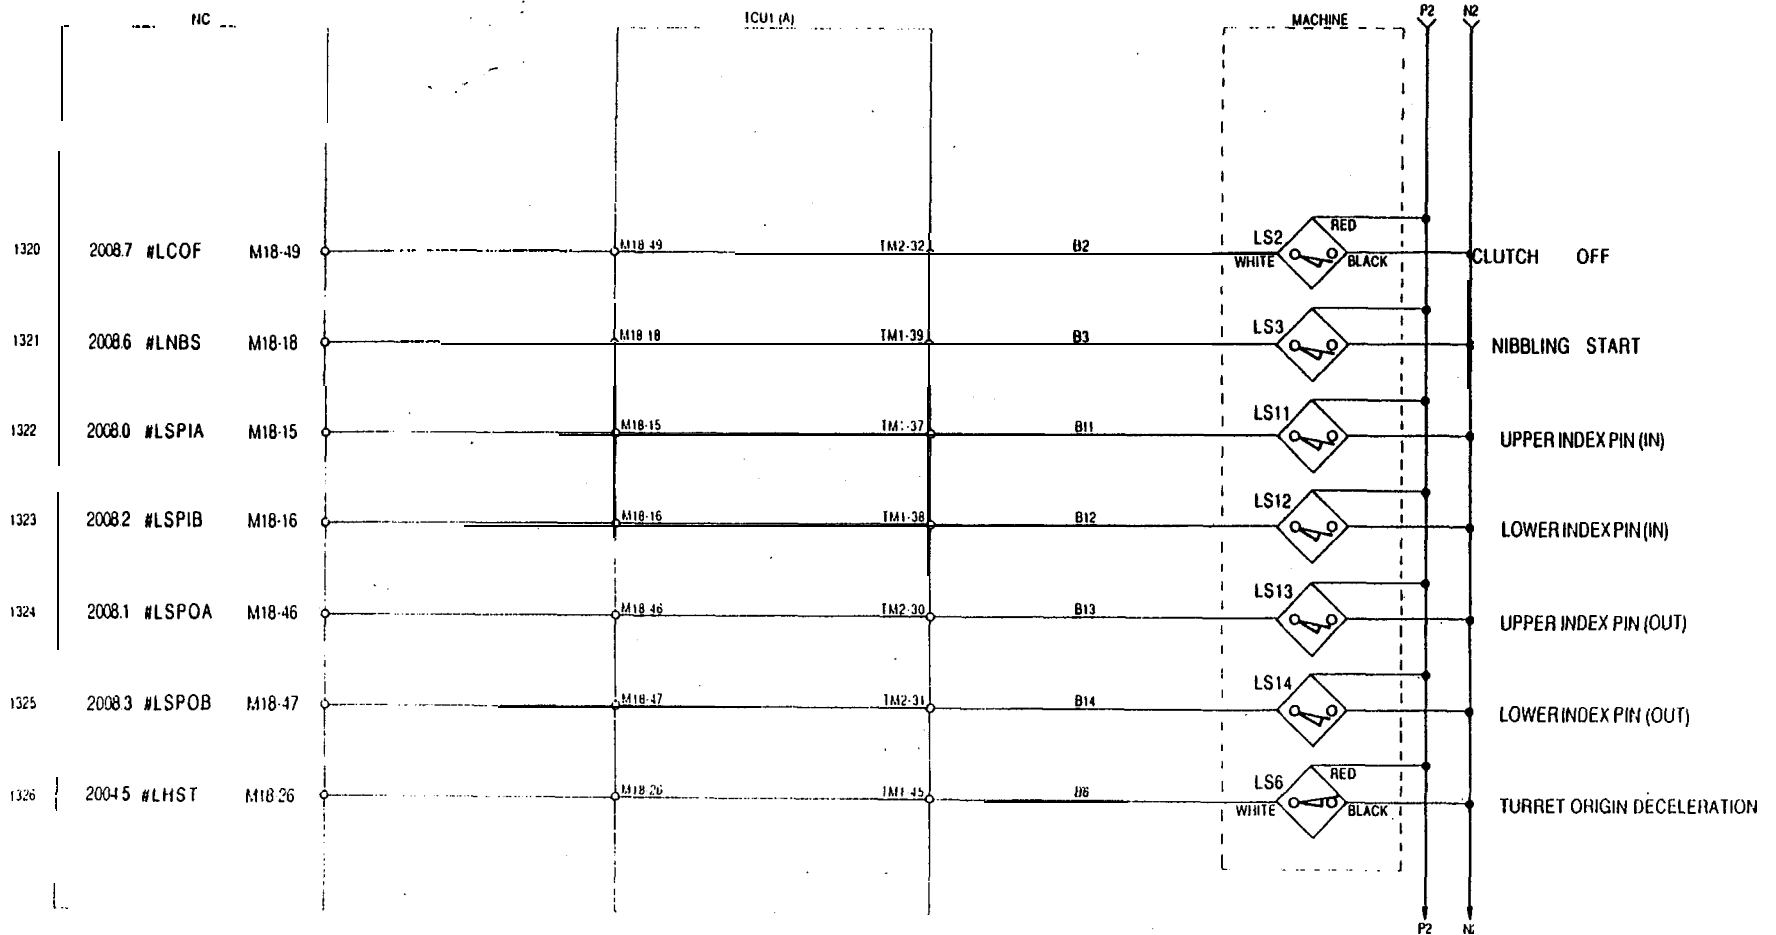 NC
TCU1 (A)
MACHINE
P2
N2
1320 2008.7 #LCOF M18-49 M18-49 TM2-32 B2 LS2 WHITE RED BLACK CLUTCH OFF
1321 2008.6 #LNBS M18-18 M18-18 TM1-39 B3 LS3 NIBBLING START
1322 2008.0 #LSPIA M18-15 M18-15 TM1-37 B11 LS11 UPPER INDEX PIN (IN)
1323 2008.2 #LSPIB M18-16 M18-16 TM1-38 B12 LS12 LOWER INDEX PIN (IN)
1324 2008.1 #LSPOA M18-46 M18-46 TM2-30 B13 LS13 UPPER INDEX PIN (OUT)
1325 2008.3 #LSPOB M18-47 M18-47 TM2-31 B14 LS14 LOWER INDEX PIN (OUT)
1326 2004.5 #LHST M18-26 M18-26 TM1-45 B6 LS6 WHITE RED BLACK TURRET ORIGIN DECELERATION
P2